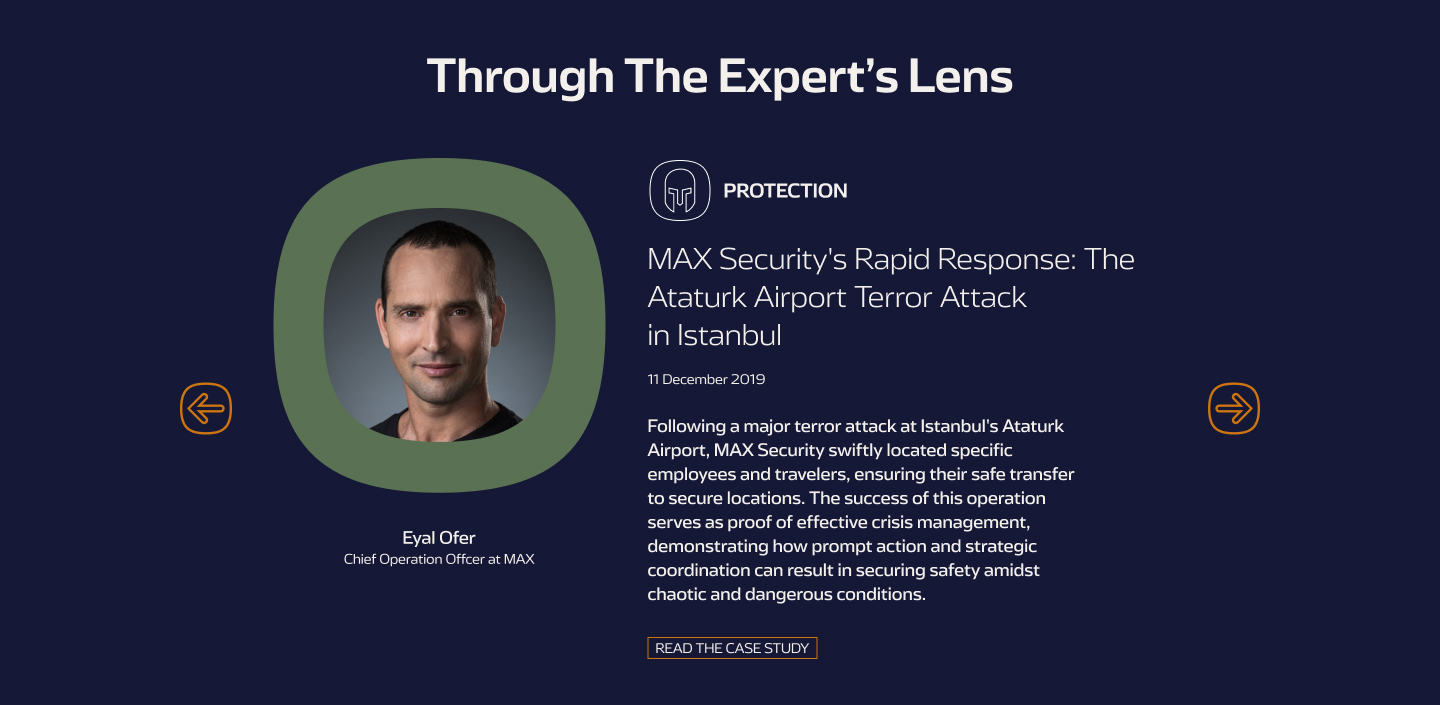 Through The Expert’s Lens
PROTECTION
MAX Security's Rapid Response: The
Ataturk Airport Terror Attack
in Istanbul
11 December 2019
Following a major terror attack at Istanbul's Ataturk
Airport, MAX Security swiftly located specific
employees and travelers, ensuring their safe transfer
to secure locations. The success of this operation
serves as proof of effective crisis management,
demonstrating how prompt action and strategic
coordination can result in securing safety amidst
chaotic and dangerous conditions.
READ THE CASE STUDY
Eyal Ofer
Chief Operation Offcer at MAX